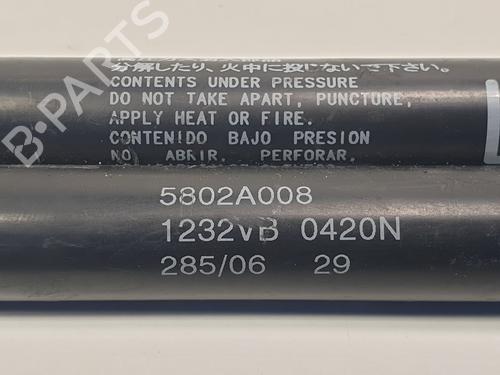 分解したり、火中に投じないで下さい。
CONTENTS UNDER PRESSURE
DO NOT TAKE APART, PUNCTURE,
APPLY HEAT OR FIRE.
CONTENIDO BAJO PRESION
NO ABRIR. PERFORAR.
5802A008
1232vB 0420N
285/06 29
B-PARTS